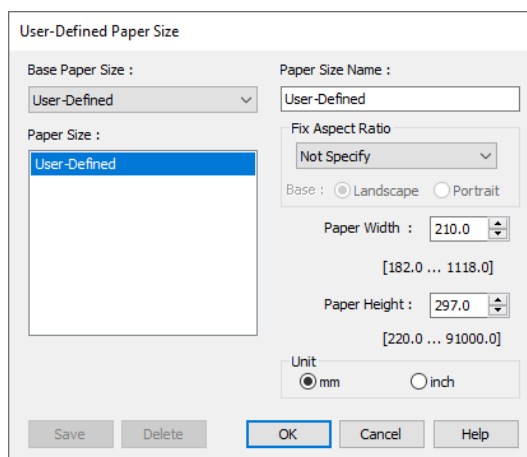 User-Defined Paper Size
Base Paper Size :
User-Defined
Paper Size :
User-Defined
Paper Size Name :
User-Defined
Fix Aspect Ratio
Not Specify
Base : Landscape Portrait
Paper Width : 210.0
[182.0 ... 1118.0]
Paper Height : 297.0
[220.0 ... 91000.0]
Unit
mm inch
Save Delete OK Cancel Help